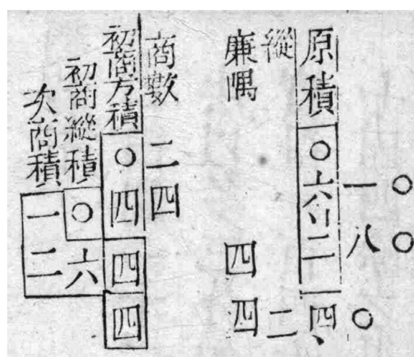 ○○○
一八
原積○六二四、
縱二
廉隅四四
商數二四
初商方積○四四四
初商縱積○六
次商積一二